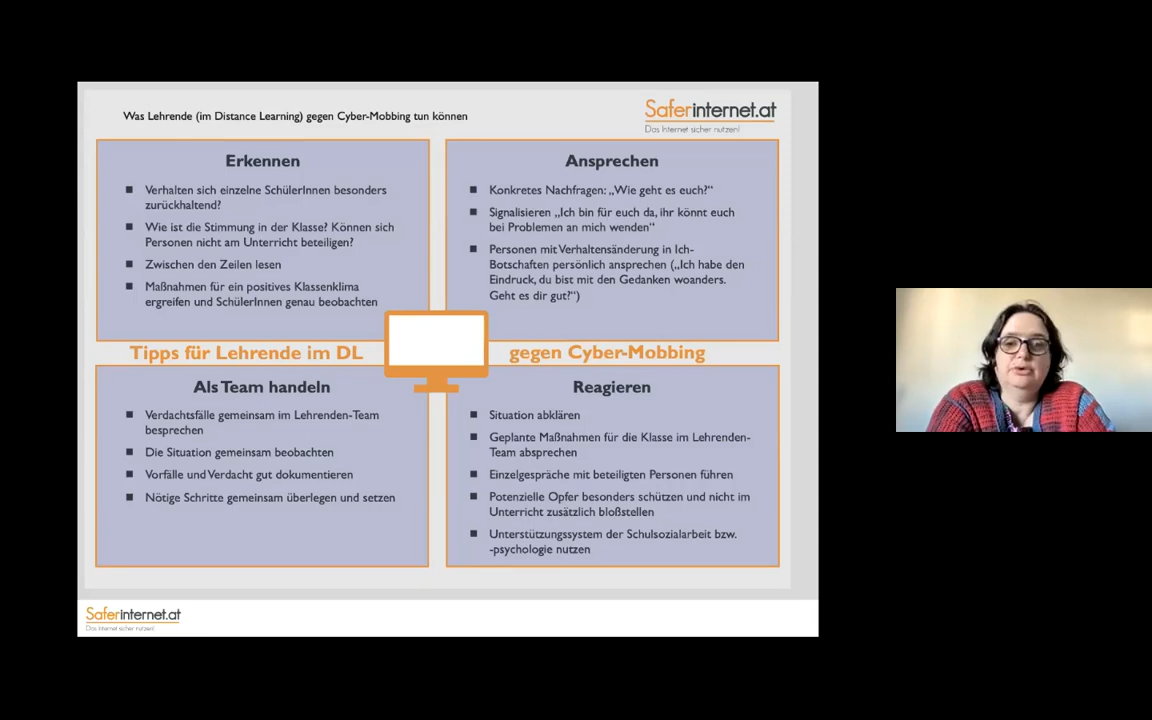 Was Lehrende (im Distance Learning) gegen Cyber-Mobbing tun können
Saferinternet.at
Das Internet sicher nutzen!
Erkennen
■ Verhalten sich einzelne SchülerInnen besonders
zurückhaltend?
■ Wie ist die Stimmung in der Klasse? Können sich
Personen nicht am Unterricht beteiligen?
■ Zwischen den Zeilen lesen
■ Maßnahmen für ein positives Klassenklima
ergreifen und SchülerInnen genau beobachten
Ansprechen
■ Konkretes Nachfragen: „Wie geht es euch?“
■ Signalisieren „Ich bin für euch da, ihr könnt euch
bei Problemen an mich wenden“
■ Personen mit Verhaltensänderung in Ich-
Botschaften persönlich ansprechen („Ich habe den
Eindruck, du bist mit den Gedanken woanders.
Geht es dir gut?“)
Tipps für Lehrende im DL gegen Cyber-Mobbing
Als Team handeln
■ Verdachtsfälle gemeinsam im Lehrenden-Team
besprechen
■ Die Situation gemeinsam beobachten
■ Vorfälle und Verdacht gut dokumentieren
■ Nötige Schritte gemeinsam überlegen und setzen
Reagieren
■ Situation abklären
■ Geplante Maßnahmen für die Klasse im Lehrenden-
Team absprechen
■ Einzelgespräche mit beteiligten Personen führen
■ Potenzielle Opfer besonders schützen und nicht im
Unterricht zusätzlich bloßstellen
■ Unterstützungssystem der Schulsozialarbeit bzw.
-psychologie nutzen
Saferinternet.at
Das Internet sicher nutzen!